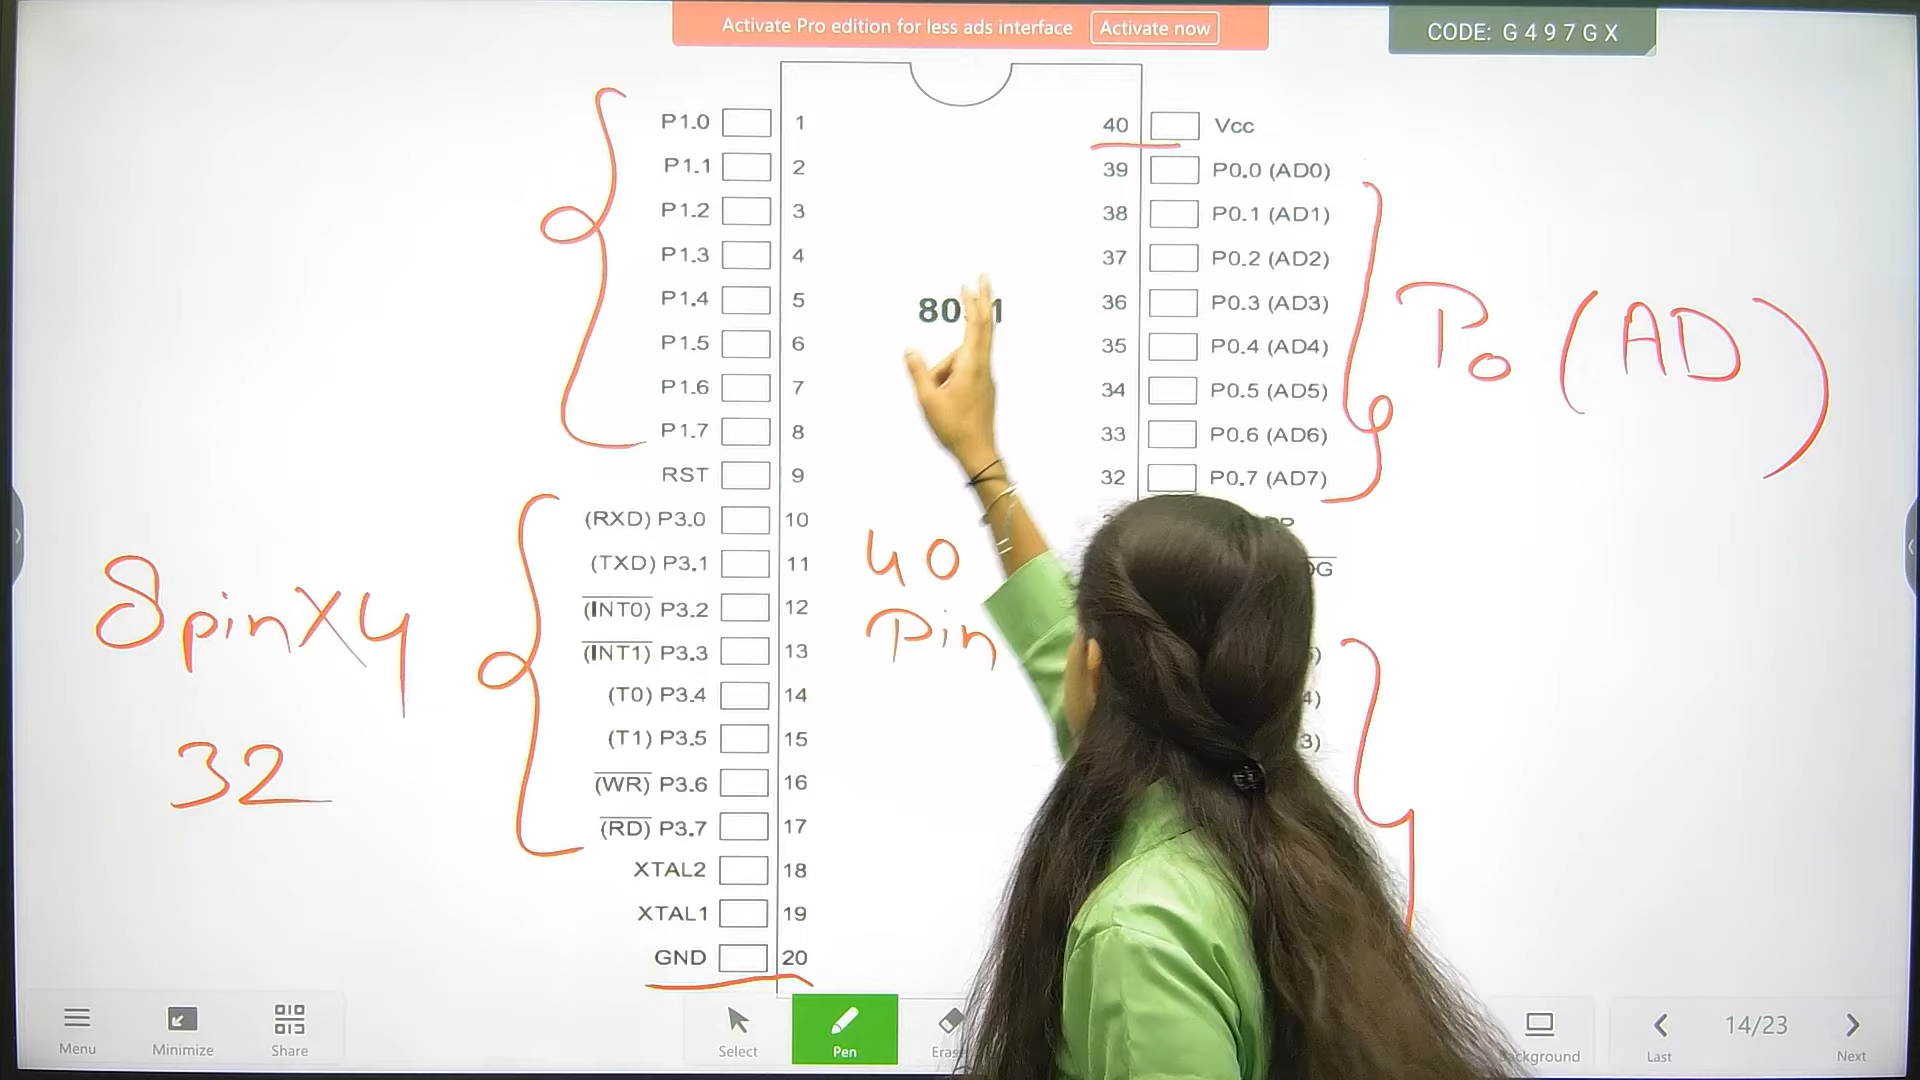 Activate Pro edition for less ads interface Activate now
CODE: G497GX
P1.0 1
P1.1 2
P1.2 3
P1.3 4
P1.4 5
P1.5 6
P1.6 7
P1.7 8
RST 9
(RXD) P3.0 10
(TXD) P3.1 11
(INT0) P3.2 12
(INT1) P3.3 13
(T0) P3.4 14
(T1) P3.5 15
(WR) P3.6 16
(RD) P3.7 17
XTAL2 18
XTAL1 19
GND 20
40 Vcc
39 P0.0 (AD0)
38 P0.1 (AD1)
37 P0.2 (AD2)
36 P0.3 (AD3)
35 P0.4 (AD4)
34 P0.5 (AD5)
33 P0.6 (AD6)
32 P0.7 (AD7)
P0 (AD)
40
Pin
8pinX4
32
Menu
Minimize
Share
Select
Pen
14/23
Last
Next